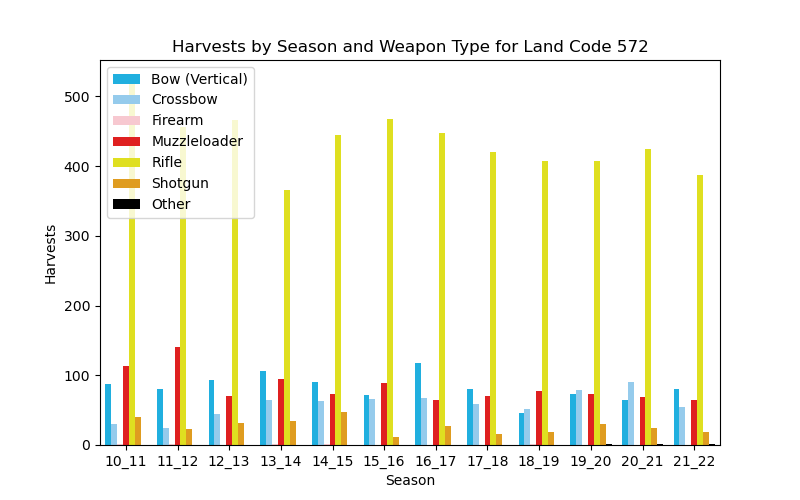 Harvests by Season and Weapon Type for Land Code 572
Bow (Vertical)
Crossbow
Firearm
Muzzleloader
Rifle
Shotgun
Other
500
400
300
200
100
0
Harvests
10_11 11_12 12_13 13_14 14_15 15_16 16_17 17_18 18_19 19_20 20_21 21_22
Season